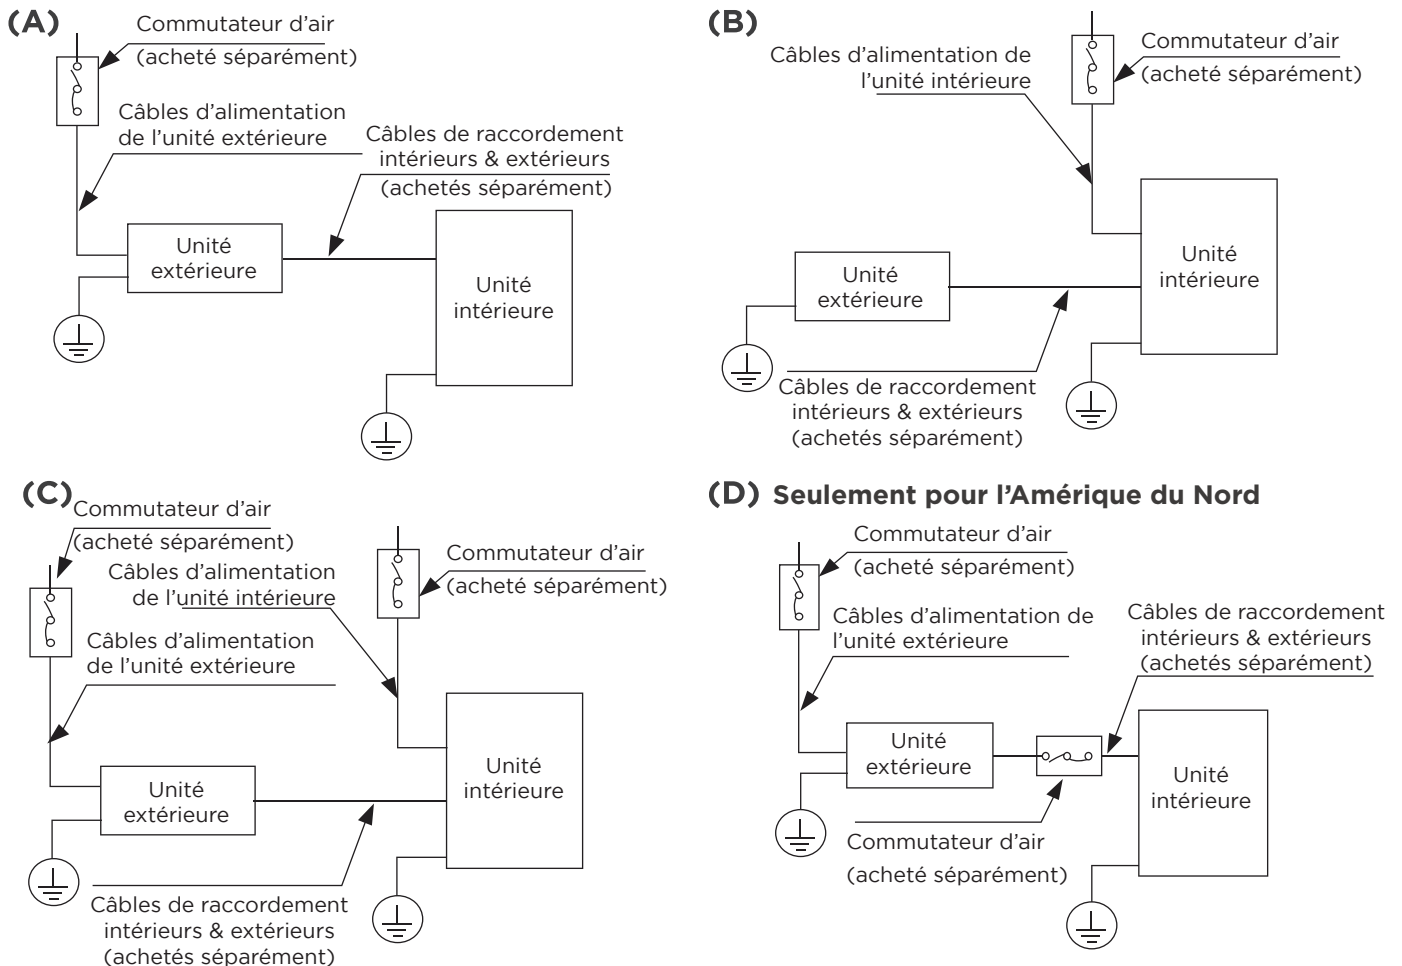 (A)
Commutateur d'air
(acheté séparément)
Câbles d'alimentation
de l'unité extérieure
Câbles de raccordement
intérieurs & extérieurs
(achetés séparément)
Unité
extérieure
Unité
intérieure
(B)
Câbles d'alimentation de
l'unité intérieure
Commutateur d'air
(acheté séparément)
Unité
extérieure
Unité
intérieure
Câbles de raccordement
intérieurs & extérieurs
(achetés séparément)
(C)
Commutateur d'air
(acheté séparément)
Câbles d'alimentation
de l'unité intérieure
Commutateur d'air
(acheté séparément)
Câbles d'alimentation
de l'unité extérieure
Unité
extérieure
Unité
intérieure
Câbles de raccordement
intérieurs & extérieurs
(achetés séparément)
(D) Seulement pour l'Amérique du Nord
Commutateur d'air
(acheté séparément)
Câbles d'alimentation de
l'unité extérieure
Câbles de raccordement
intérieurs & extérieurs
(achetés séparément)
Unité
extérieure
Unité
intérieure
Commutateur d'air
(acheté séparément)